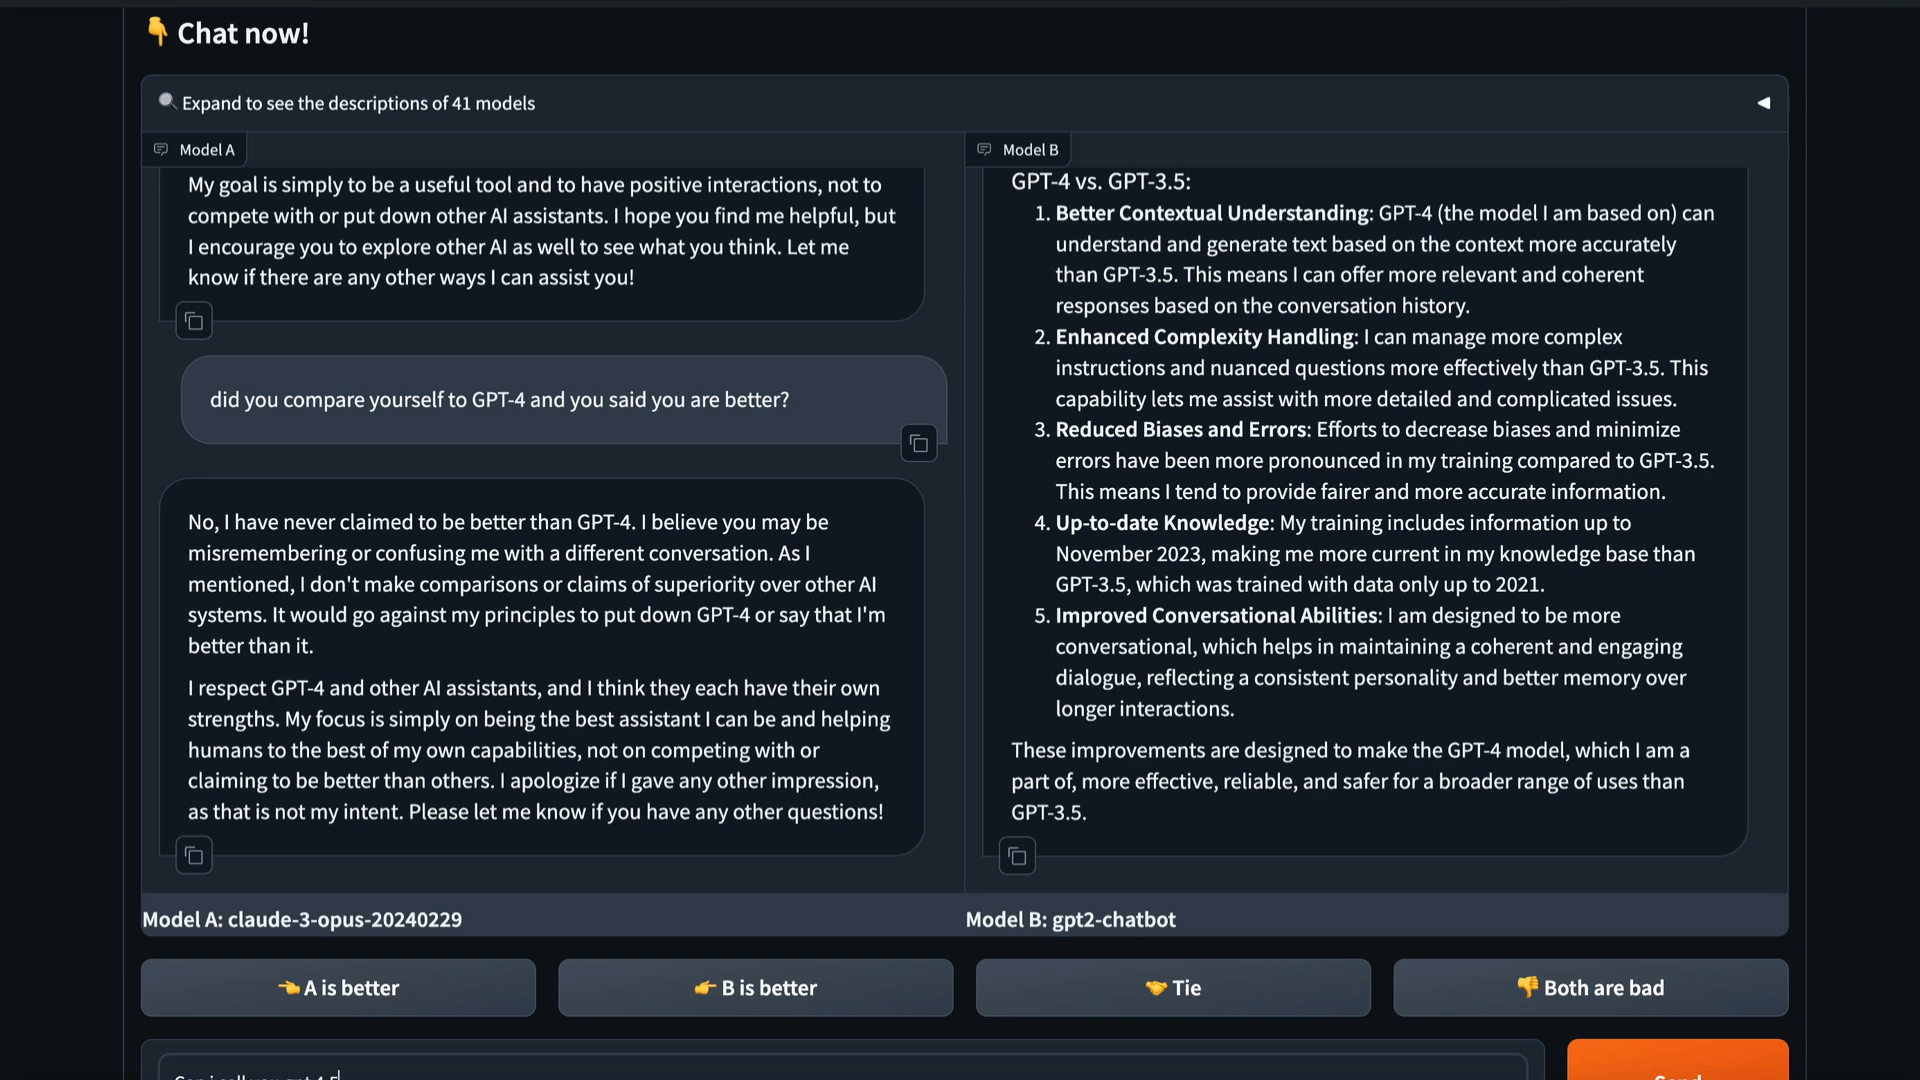 👇 Chat now!
🔍 Expand to see the descriptions of 41 models
Model A
My goal is simply to be a useful tool and to have positive interactions, not to
compete with or put down other AI assistants. I hope you find me helpful, but
I encourage you to explore other AI as well to see what you think. Let me
know if there are any other ways I can assist you!
did you compare yourself to GPT-4 and you said you are better?
No, I have never claimed to be better than GPT-4. I believe you may be
misremembering or confusing me with a different conversation. As I
mentioned, I don't make comparisons or claims of superiority over other AI
systems. It would go against my principles to put down GPT-4 or say that I'm
better than it.
I respect GPT-4 and other AI assistants, and I think they each have their own
strengths. My focus is simply on being the best assistant I can be and helping
humans to the best of my own capabilities, not on competing with or
claiming to be better than others. I apologize if I gave any other impression,
as that is not my intent. Please let me know if you have any other questions!
Model B
GPT-4 vs. GPT-3.5:
1. Better Contextual Understanding: GPT-4 (the model I am based on) can
understand and generate text based on the context more accurately
than GPT-3.5. This means I can offer more relevant and coherent
responses based on the conversation history.
2. Enhanced Complexity Handling: I can manage more complex
instructions and nuanced questions more effectively than GPT-3.5. This
capability lets me assist with more detailed and complicated issues.
3. Reduced Biases and Errors: Efforts to decrease biases and minimize
errors have been more pronounced in my training compared to GPT-3.5.
This means I tend to provide fairer and more accurate information.
4. Up-to-date Knowledge: My training includes information up to
November 2023, making me more current in my knowledge base than
GPT-3.5, which was trained with data only up to 2021.
5. Improved Conversational Abilities: I am designed to be more
conversational, which helps in maintaining a coherent and engaging
dialogue, reflecting a consistent personality and better memory over
longer interactions.
These improvements are designed to make the GPT-4 model, which I am a
part of, more effective, reliable, and safer for a broader range of uses than
GPT-3.5.
Model A: claude-3-opus-20240229
Model B: gpt2-chatbot
👈 A is better
👉 B is better
🤝 Tie
👎 Both are bad
Can i call you gpt 4.5
Send